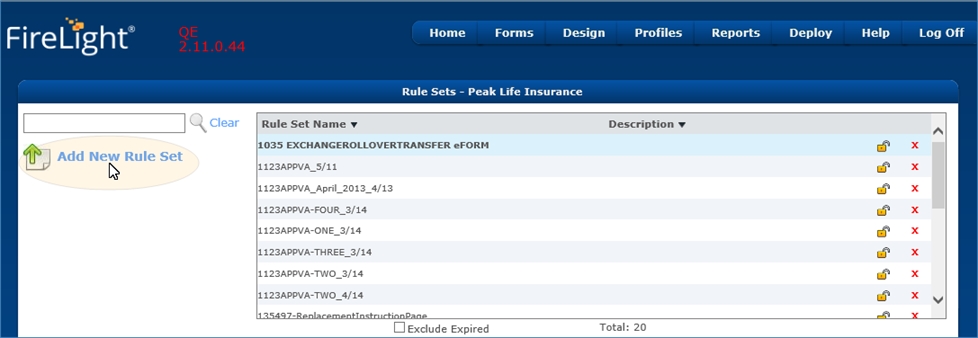 FireLight®
QE
2.11.0.44
Home Forms Design Profiles Reports Deploy Help Log Off
Rule Sets - Peak Life Insurance
Clear
Add New Rule Set
Rule Set Name ▼ Description ▼
1035 EXCHANGEROLLOVERTRANSFER eFORM X
1123APPVA_5/11 X
1123APPVA_April_2013_4/13 X
1123APPVA-FOUR_3/14 X
1123APPVA-ONE_3/14 X
1123APPVA-THREE_3/14 X
1123APPVA-TWO_3/14 X
1123APPVA-TWO_4/14 X
135497-ReplacementInstructionPage X
Exclude Expired Total: 20